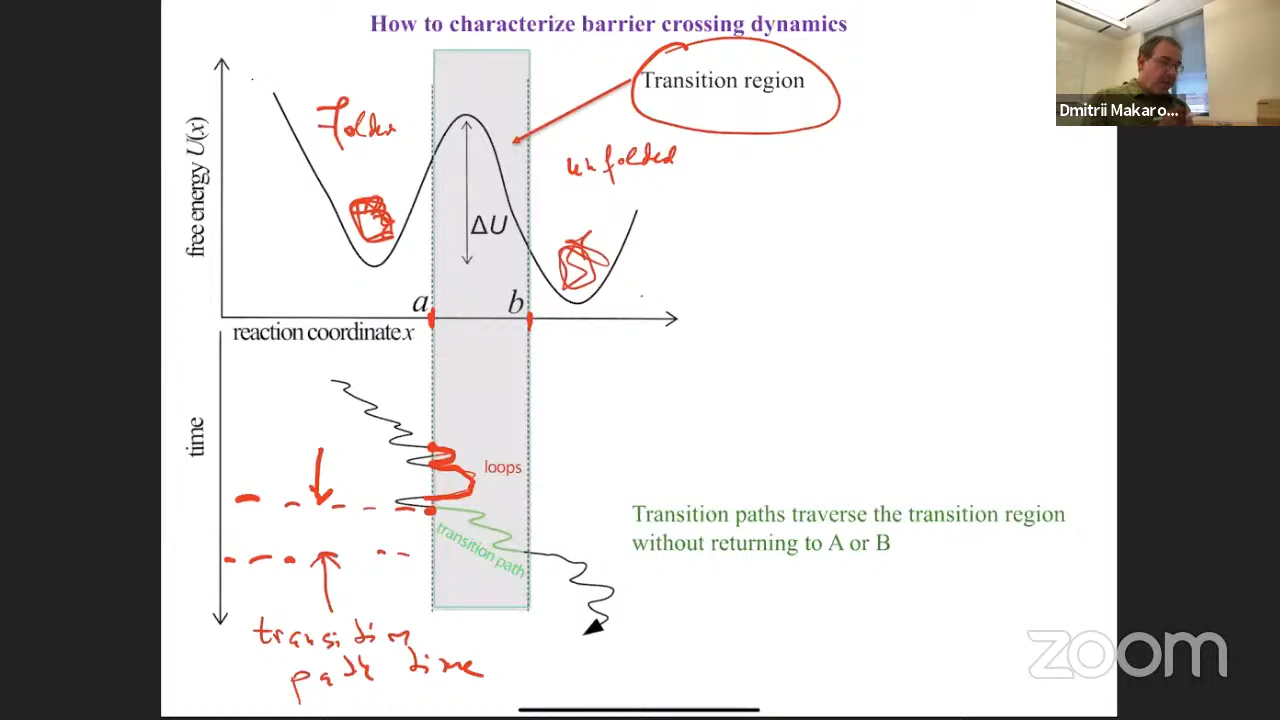 How to characterize barrier crossing dynamics
Transition region
Dmitrii Makaro...
unfolded
free energy U(x)
ΔU
a
b
reaction coordinate x
time
loops
transition path
Transition paths traverse the transition region
without returning to A or B
transition
path time
zoom